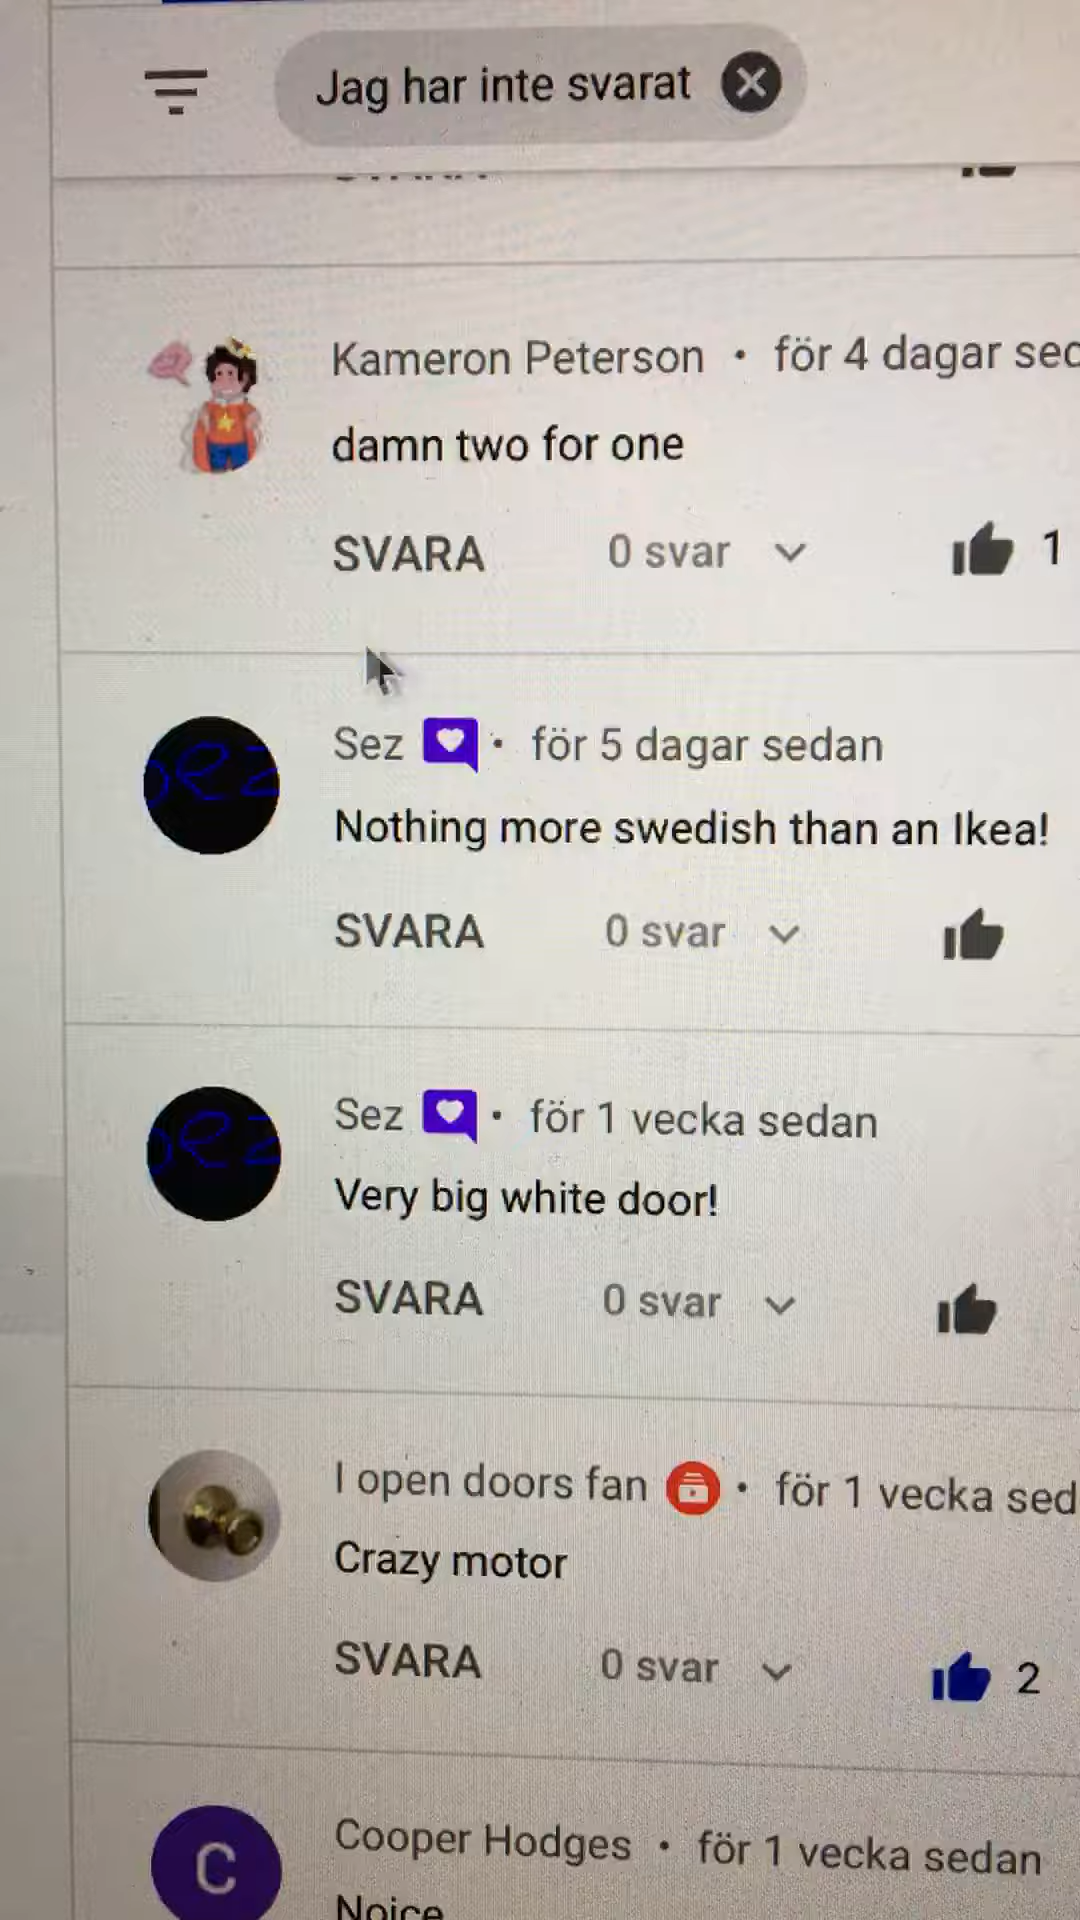 Jag har inte svarat
Kameron Peterson • för 4 dagar sed
damn two for one
SVARA 0 svar 1
Sez • för 5 dagar sedan
Nothing more swedish than an Ikea!
SVARA 0 svar
Sez • för 1 vecka sedan
Very big white door!
SVARA 0 svar
I open doors fan • för 1 vecka sed
Crazy motor
SVARA 0 svar 2
C Cooper Hodges • för 1 vecka sedan
Noice